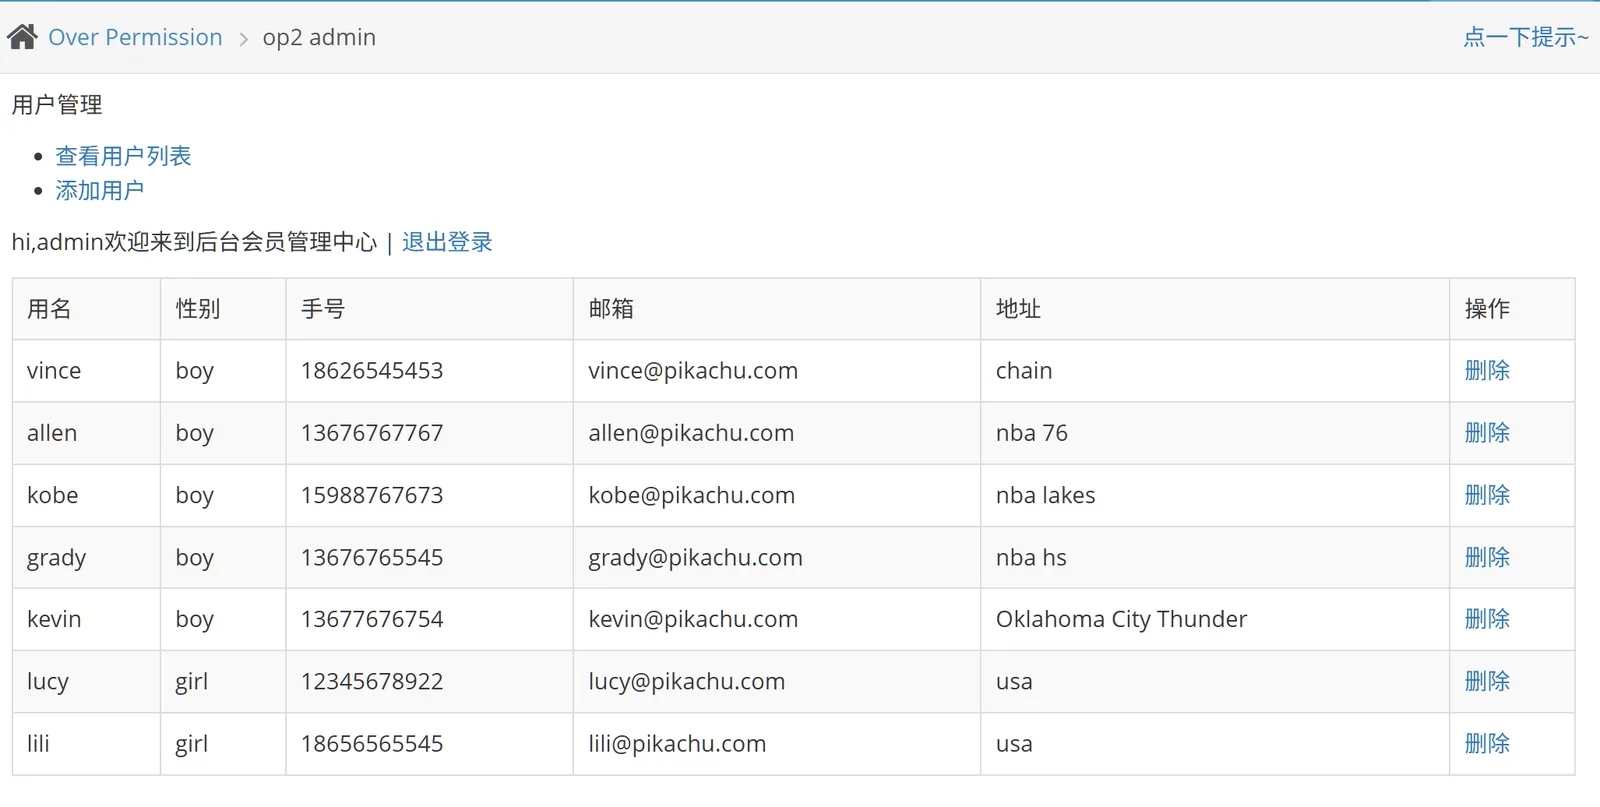 Over Permission > op2 admin 点一下提示~
用户管理
查看用户列表
添加用户
hi,admin欢迎来到后台会员管理中心 | 退出登录
用名 性别 手号 邮箱 地址 操作
vince boy 18626545453 vince@pikachu.com chain 删除
allen boy 13676767767 allen@pikachu.com nba 76 删除
kobe boy 15988767673 kobe@pikachu.com nba lakes 删除
grady boy 13676765545 grady@pikachu.com nba hs 删除
kevin boy 13677676754 kevin@pikachu.com Oklahoma City Thunder 删除
lucy girl 12345678922 lucy@pikachu.com usa 删除
lili girl 18656565545 lili@pikachu.com usa 删除